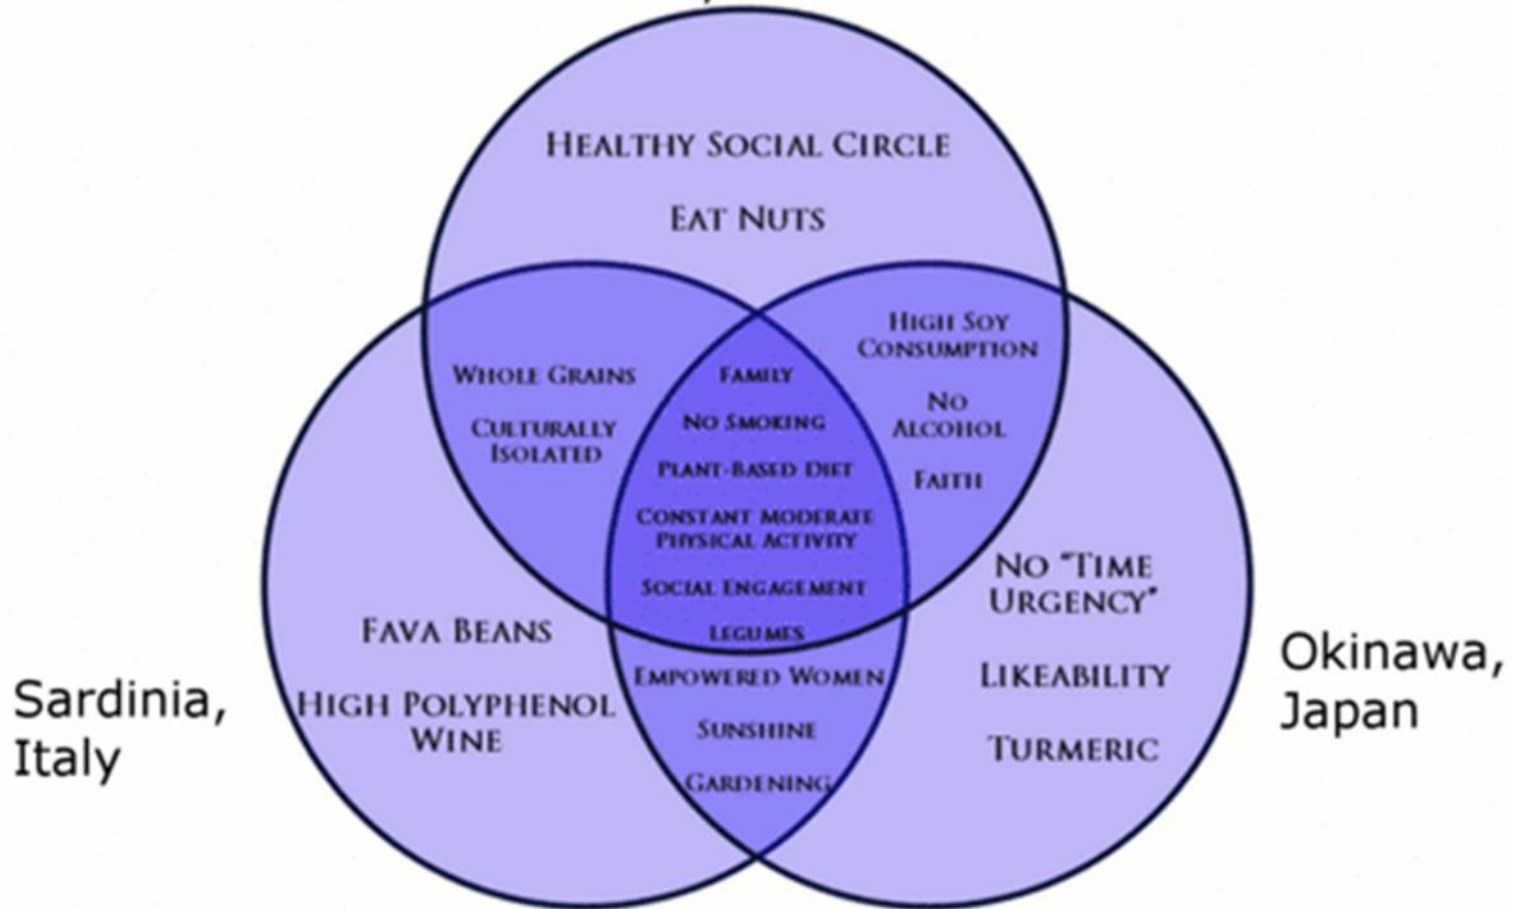 HEALTHY SOCIAL CIRCLE
EAT NUTS
HIGH SOY
CONSUMPTION
NO
ALCOHOL
FAITH
WHOLE GRAINS
CULTURALLY
ISOLATED
FAMILY
NO SMOKING
PLANT-BASED DIET
CONSTANT MODERATE
PHYSICAL ACTIVITY
SOCIAL ENGAGEMENT
LEGUMES
EMPOWERED WOMEN
SUNSHINE
GARDENING
FAVA BEANS
HIGH POLYPHENOL
WINE
NO "TIME
URGENCY"
LIKEABILITY
TURMERIC
Sardinia,
Italy
Okinawa,
Japan